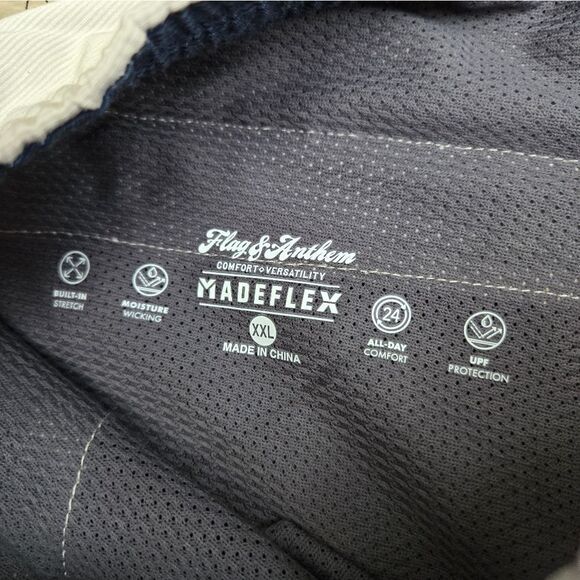 Flag & Anthem
COMFORT◇VERSATILITY
MADEFLEX
XXL
MADE IN CHINA
BUILT-IN
STRETCH
MOISTURE
WICKING
24
ALL-DAY
COMFORT
UPF
PROTECTION